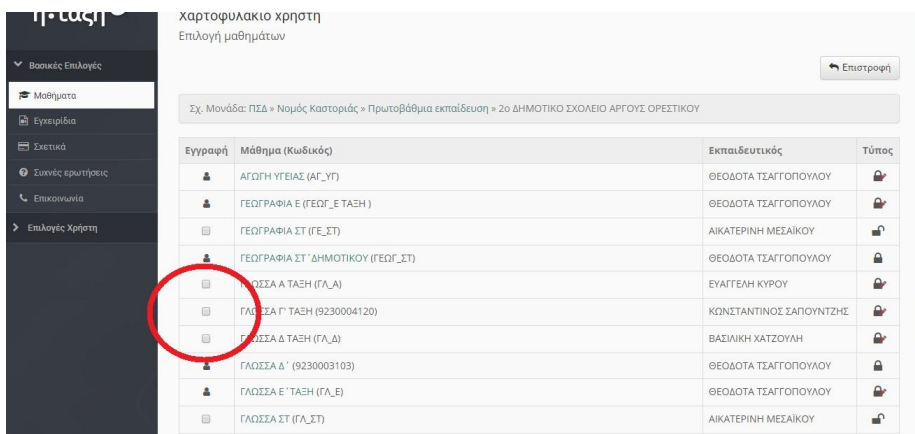 η-τάξη
Χαρτοφυλάκιο χρήστη
Επιλογή μαθημάτων
Βασικές Επιλογές
Επιστροφή
Μαθήματα
Εγχειρίδια
Σχετικά
Συχνές ερωτήσεις
Επικοινωνία
Επιλογές Χρήστη
Σχ. Μονάδα: ΠΣΔ » Νομός Καστοριάς » Πρωτοβάθμια εκπαίδευση » 2ο ΔΗΜΟΤΙΚΟ ΣΧΟΛΕΙΟ ΑΡΓΟΥΣ ΟΡΕΣΤΙΚΟΥ
Εγγραφή Μάθημα (Κωδικός) Εκπαιδευτικός Τύπος
ΑΓΩΓΗ ΥΓΕΙΑΣ (ΑΓ_ΥΓ) ΘΕΟΔΟΤΑ ΤΣΑΓΓΟΠΟΥΛΟΥ
ΓΕΩΓΡΑΦΙΑ Ε (ΓΕΩΓ_Ε ΤΑΞΗ ) ΘΕΟΔΟΤΑ ΤΣΑΓΓΟΠΟΥΛΟΥ
ΓΕΩΓΡΑΦΙΑ ΣΤ (ΓΕ_ΣΤ) ΑΙΚΑΤΕΡΙΝΗ ΜΕΣΑΪΚΟΥ
ΓΕΩΓΡΑΦΙΑ ΣΤ΄ΔΗΜΟΤΙΚΟΥ (ΓΕΩΓ_ΣΤ) ΘΕΟΔΟΤΑ ΤΣΑΓΓΟΠΟΥΛΟΥ
ΓΛΩΣΣΑ Α ΤΑΞΗ (ΓΛ_Α) ΕΥΑΓΓΕΛΗ ΚΥΡΟΥ
ΓΛΩΣΣΑ Γ' ΤΑΞΗ (9230004120) ΚΩΝΣΤΑΝΤΙΝΟΣ ΣΑΠΟΥΝΤΖΗΣ
ΓΛΩΣΣΑ Δ ΤΑΞΗ (ΓΛ_Δ) ΒΑΣΙΛΙΚΗ ΧΑΤΖΟΥΛΗ
ΓΛΩΣΣΑ Δ΄ (9230003103) ΘΕΟΔΟΤΑ ΤΣΑΓΓΟΠΟΥΛΟΥ
ΓΛΩΣΣΑ Ε΄ΤΑΞΗ (ΓΛ_Ε) ΘΕΟΔΟΤΑ ΤΣΑΓΓΟΠΟΥΛΟΥ
ΓΛΩΣΣΑ ΣΤ (ΓΛ_ΣΤ) ΑΙΚΑΤΕΡΙΝΗ ΜΕΣΑΪΚΟΥ